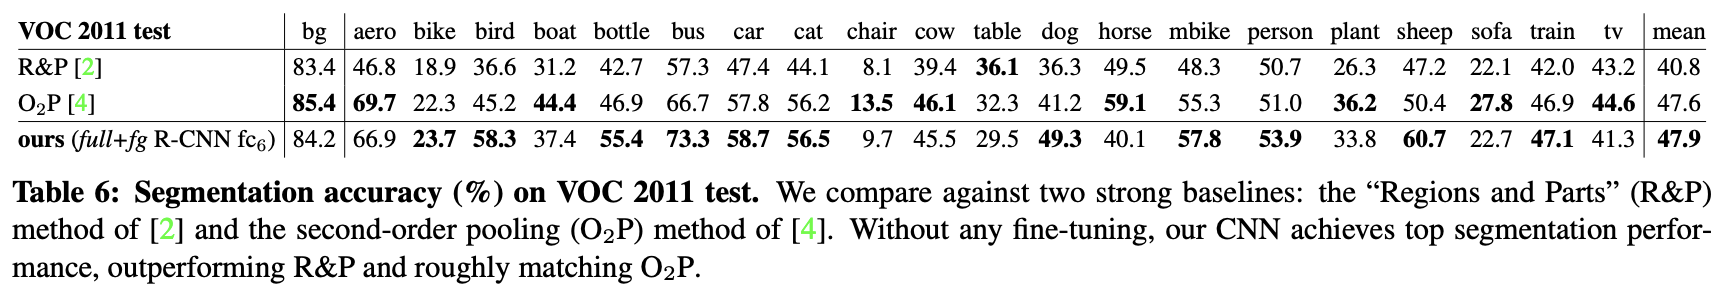 VOC 2011 test bg aero bike bird boat bottle bus car cat chair cow table dog horse mbike person plant sheep sofa train tv mean
R&P [2] 83.4 46.8 18.9 36.6 31.2 42.7 57.3 47.4 44.1 8.1 39.4 36.1 36.3 49.5 48.3 50.7 26.3 47.2 22.1 42.0 43.2 40.8
O₂P [4] 85.4 69.7 22.3 45.2 44.4 46.9 66.7 57.8 56.2 13.5 46.1 32.3 41.2 59.1 55.3 51.0 36.2 50.4 27.8 46.9 44.6 47.6
ours (full+fg R-CNN fc₆) 84.2 66.9 23.7 58.3 37.4 55.4 73.3 58.7 56.5 9.7 45.5 29.5 49.3 40.1 57.8 53.9 33.8 60.7 22.7 47.1 41.3 47.9
Table 6: Segmentation accuracy (%) on VOC 2011 test. We compare against two strong baselines: the “Regions and Parts” (R&P)
method of [2] and the second-order pooling (O₂P) method of [4]. Without any fine-tuning, our CNN achieves top segmentation perfor-
mance, outperforming R&P and roughly matching O₂P.